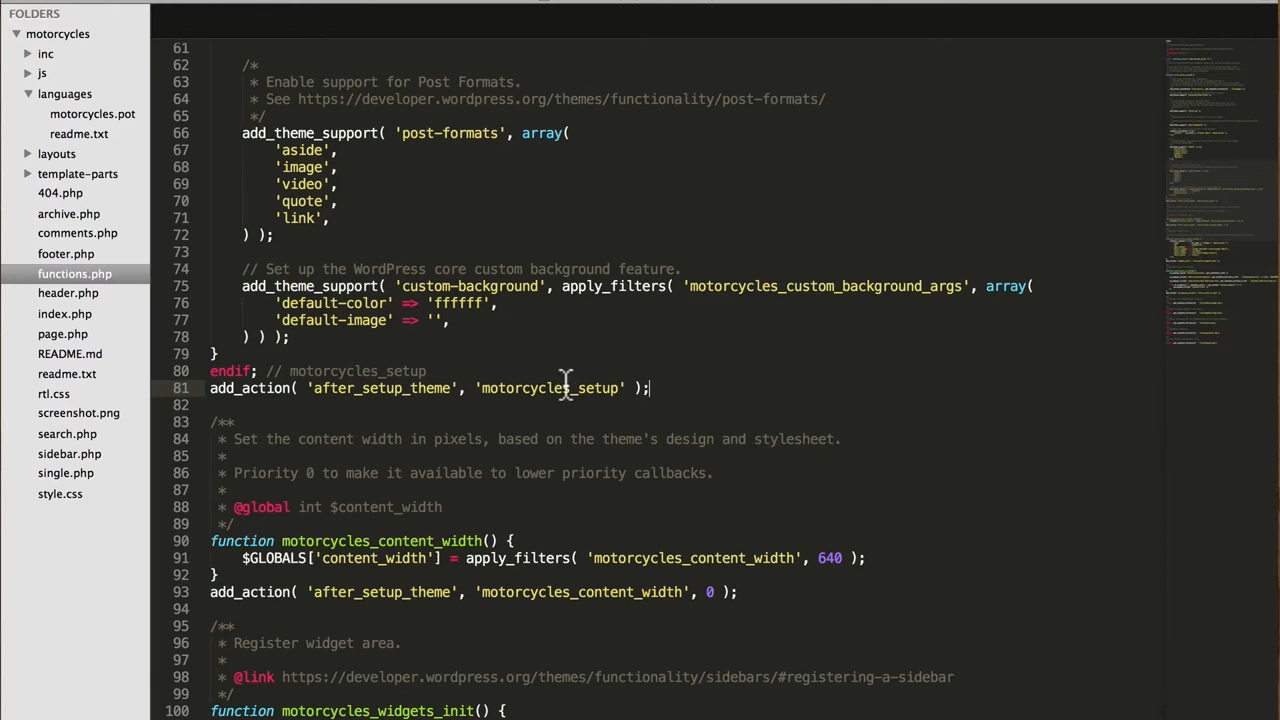 FOLDERS
motorcycles
inc
js
languages
motorcycles.pot
readme.txt
layouts
template-parts
404.php
archive.php
comments.php
footer.php
functions.php
header.php
index.php
page.php
README.md
readme.txt
rtl.css
screenshot.png
search.php
sidebar.php
single.php
style.css
61
62 /*
63 * Enable support for Post Formats.
64 * See https://developer.wordpress.org/themes/functionality/post-formats/
65 */
66 add_theme_support( 'post-formats', array(
67 'aside',
68 'image',
69 'video',
70 'quote',
71 'link',
72 ) );
73
74 // Set up the WordPress core custom background feature.
75 add_theme_support( 'custom-background', apply_filters( 'motorcycles_custom_background_args', array(
76 'default-color' => 'ffffff',
77 'default-image' => '',
78 ) ) );
79 }
80 endif; // motorcycles_setup
81 add_action( 'after_setup_theme', 'motorcycles_setup' );
82
83 /**
84 * Set the content width in pixels, based on the theme's design and stylesheet.
85 *
86 * Priority 0 to make it available to lower priority callbacks.
87 *
88 * @global int $content_width
89 */
90 function motorcycles_content_width() {
91 $GLOBALS['content_width'] = apply_filters( 'motorcycles_content_width', 640 );
92 }
93 add_action( 'after_setup_theme', 'motorcycles_content_width', 0 );
94
95 /**
96 * Register widget area.
97 *
98 * @link https://developer.wordpress.org/themes/functionality/sidebars/#registering-a-sidebar
99 */
100 function motorcycles_widgets_init() {